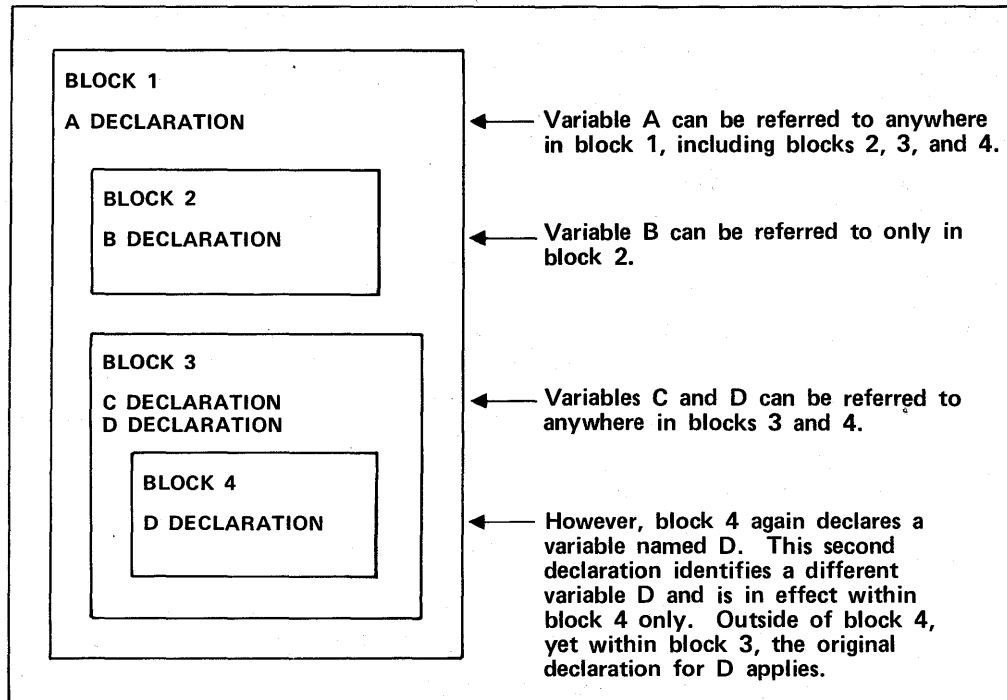 BLOCK 1
A DECLARATION
Variable A can be referred to anywhere
in block 1, including blocks 2, 3, and 4.
BLOCK 2
B DECLARATION
Variable B can be referred to only in
block 2.
BLOCK 3
C DECLARATION
D DECLARATION
Variables C and D can be referred to
anywhere in blocks 3 and 4.
BLOCK 4
D DECLARATION
However, block 4 again declares a
variable named D. This second
declaration identifies a different
variable D and is in effect within
block 4 only. Outside of block 4,
yet within block 3, the original
declaration for D applies.